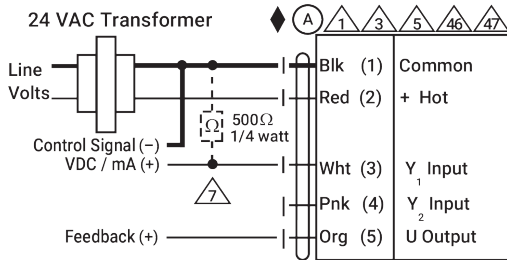 24 VAC Transformer
A 1 3 5 46 47
Line
Volts
Blk (1) Common
Red (2) + Hot
Ω 500Ω
1/4 watt
Control Signal (–)
VDC / mA (+)
Wht (3) Y1 Input
7
Pnk (4) Y2 Input
Feedback (+)
Org (5) U Output